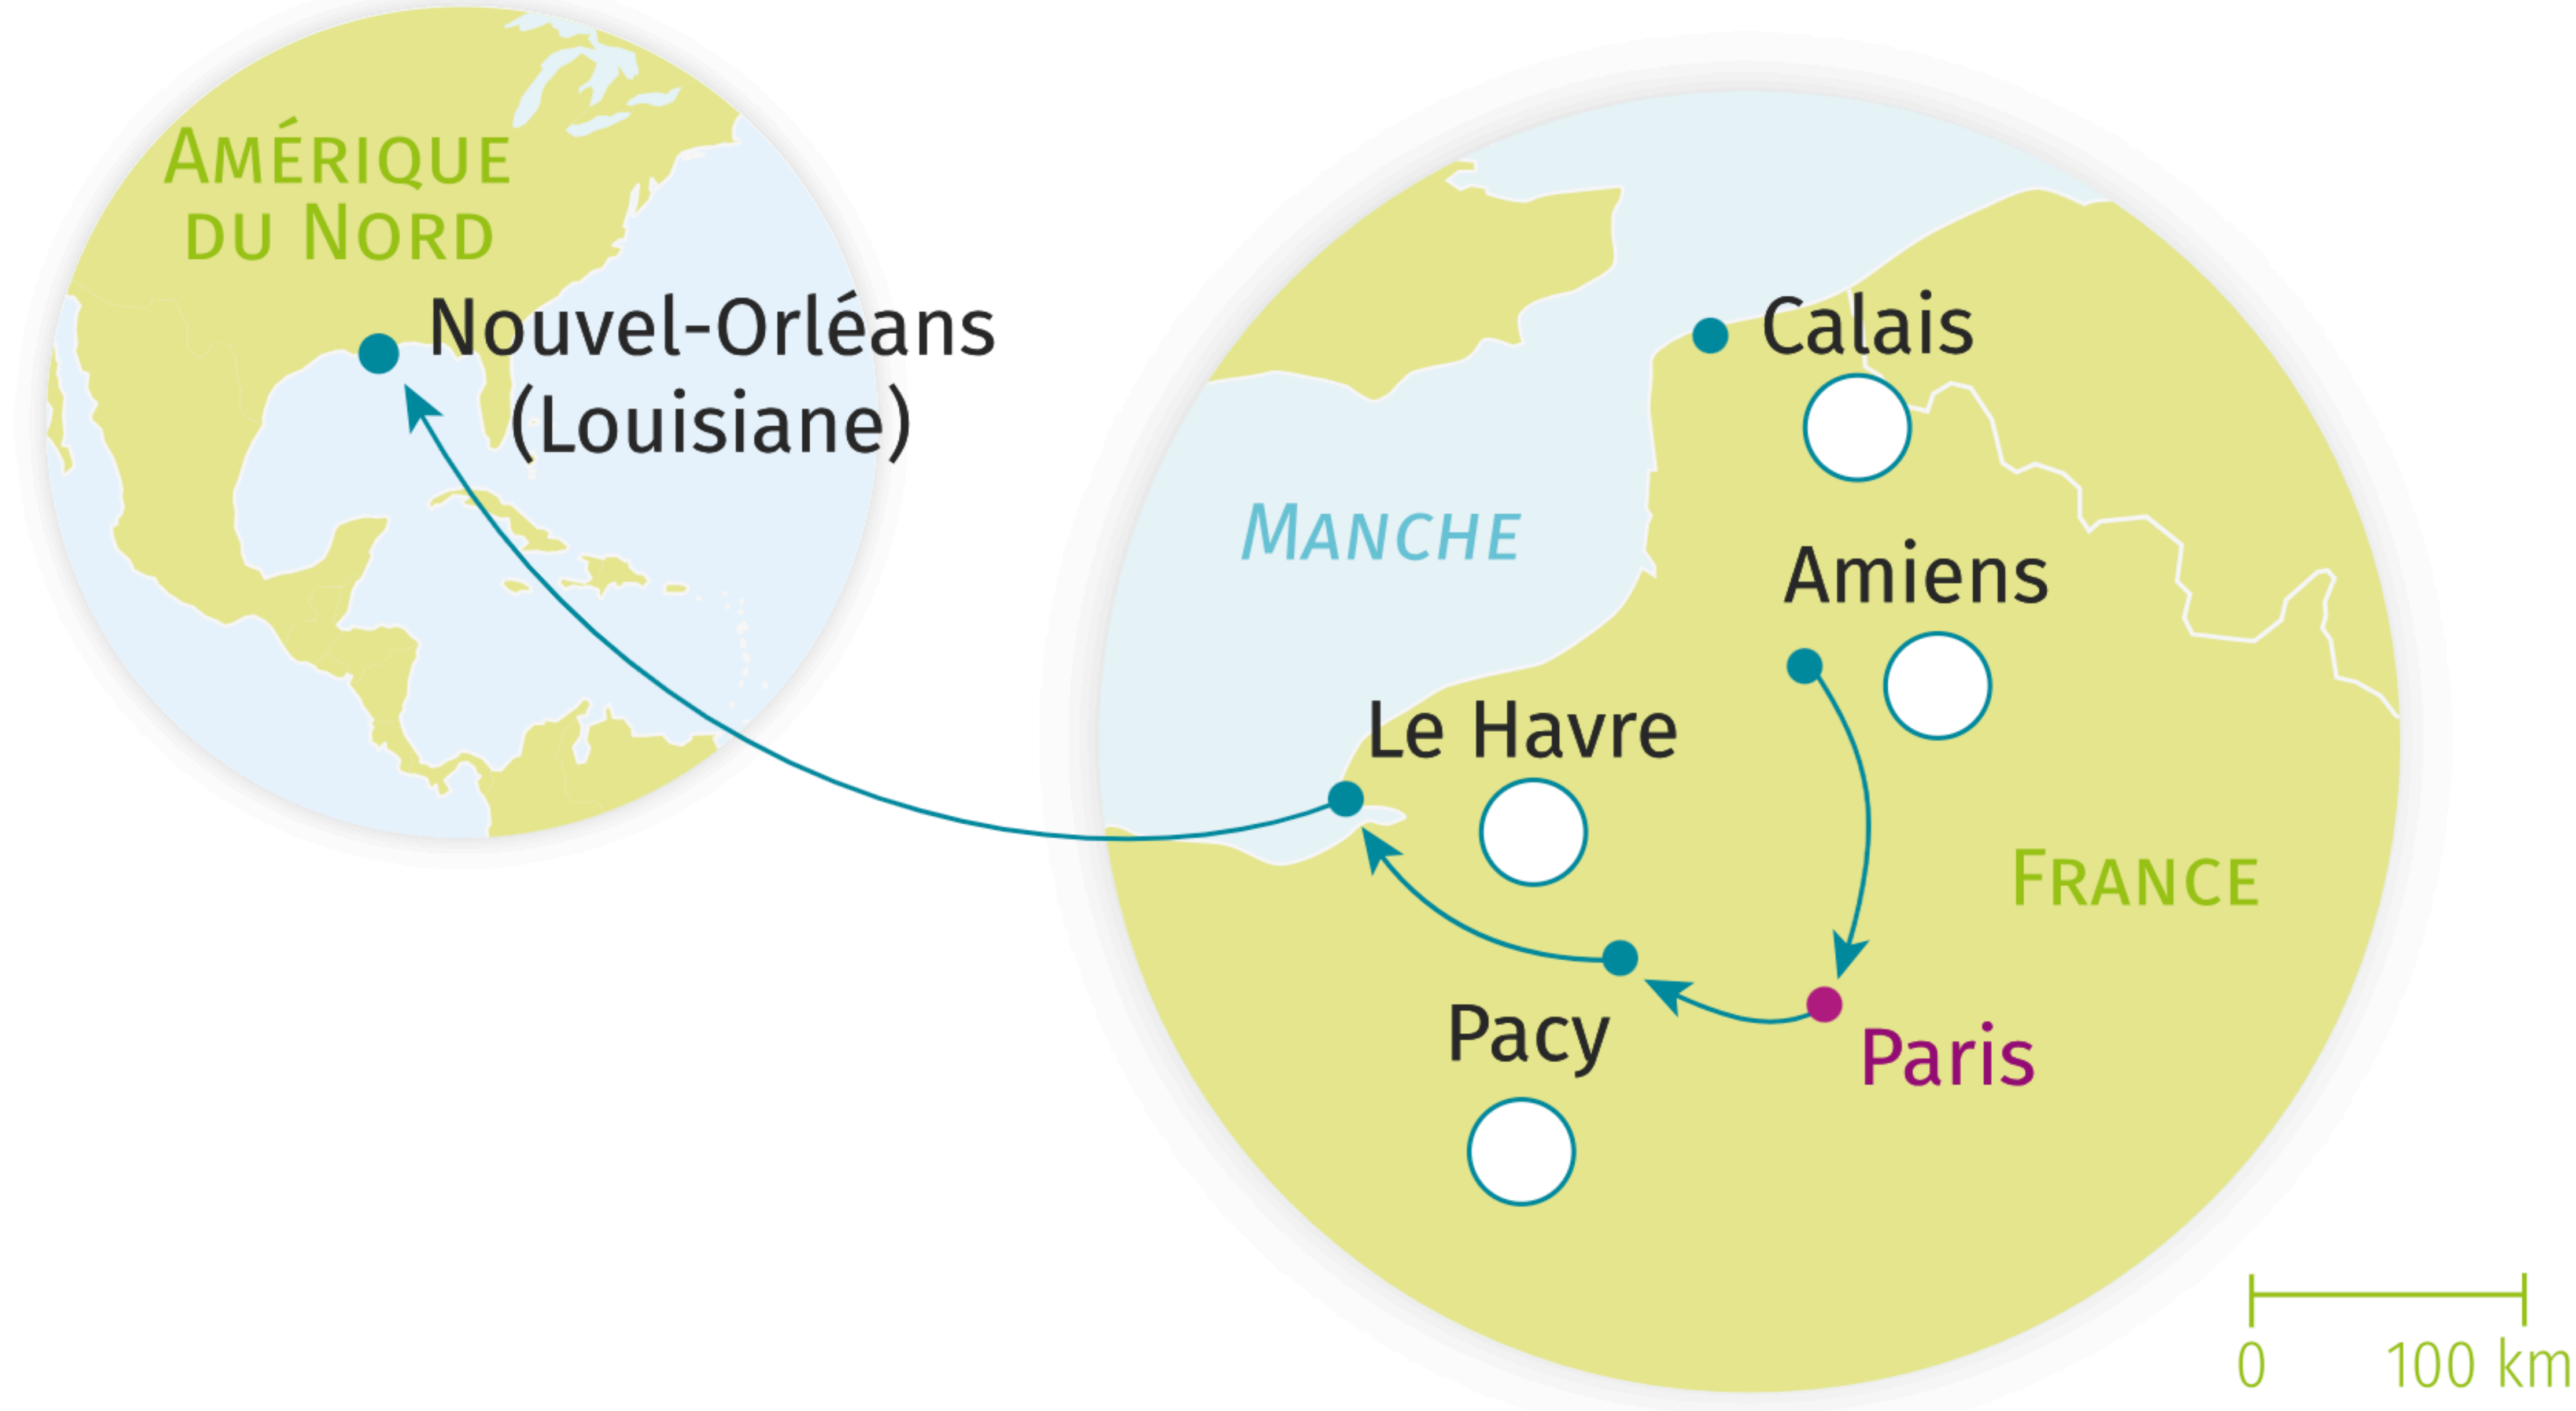 AMÉRIQUE
DU NORD
Nouvel-Orléans
(Louisiane)
Calais
MANCHE
Amiens
Le Havre
FRANCE
Pacy
Paris
0 100 km